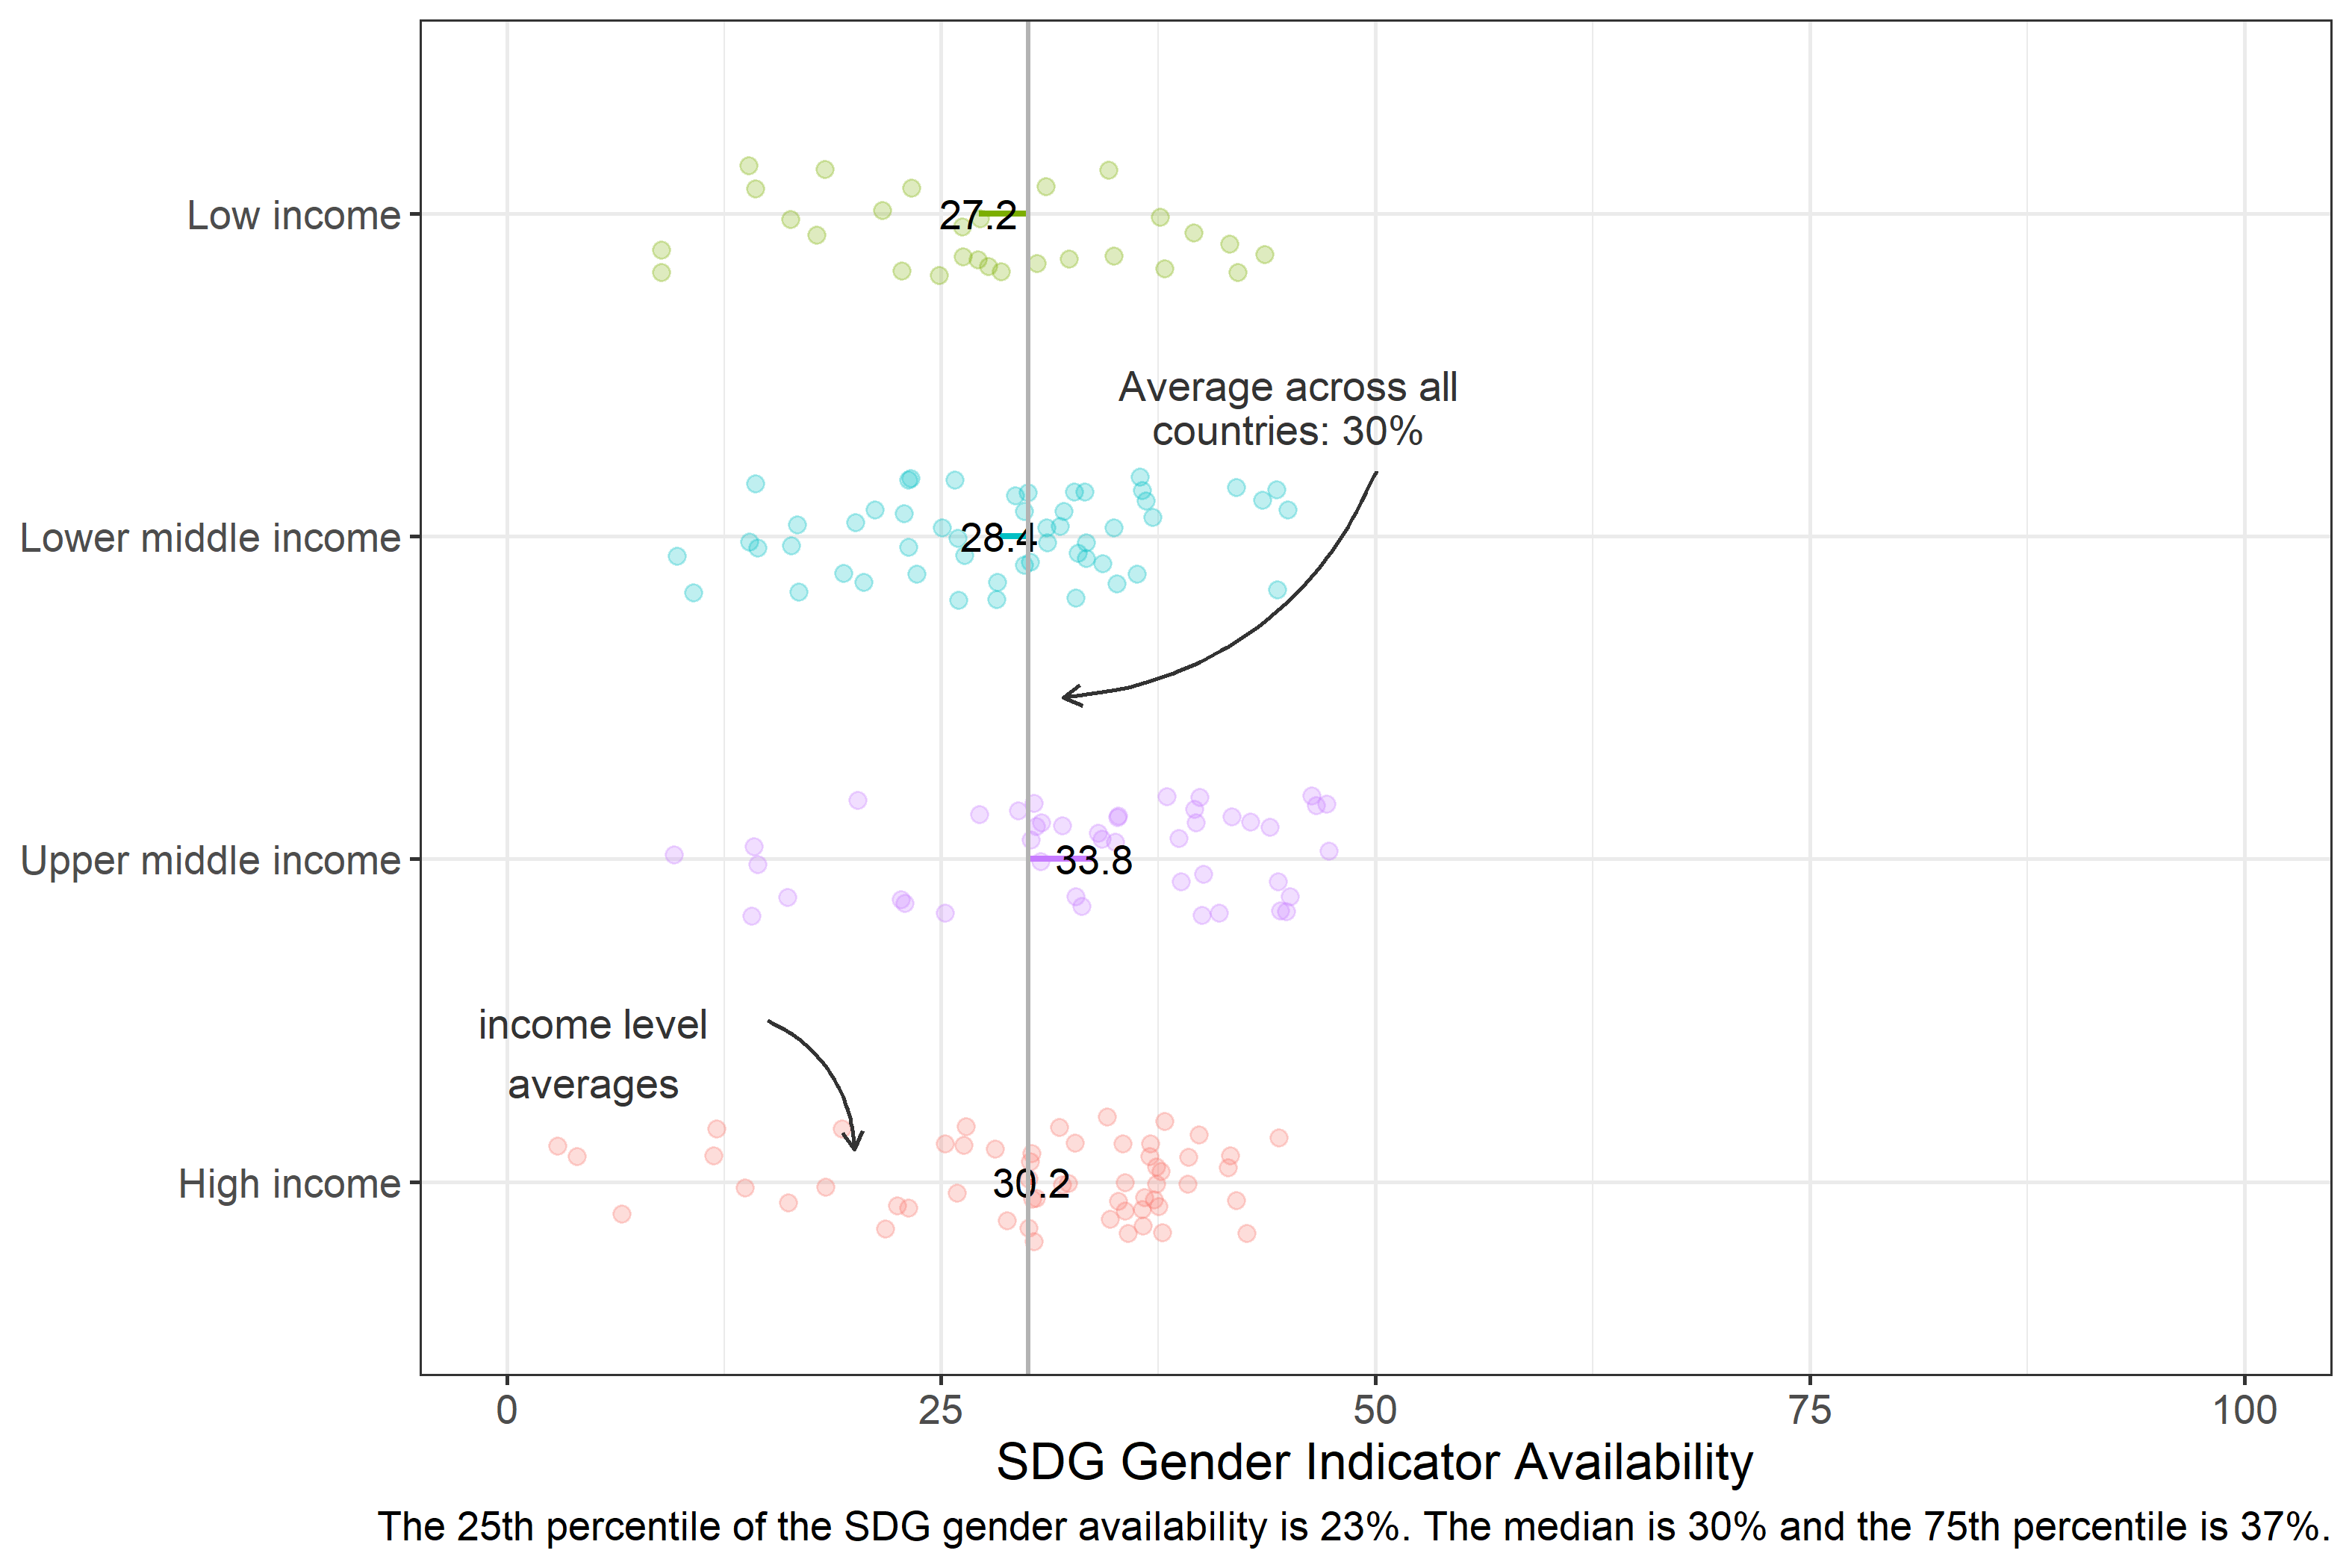 Low income
27.2
Average across all
countries: 30%
Lower middle income
28.4
Upper middle income
33.8
income level
averages
High income
30.2
0
25
50
75
100
SDG Gender Indicator Availability
The 25th percentile of the SDG gender availability is 23%. The median is 30% and the 75th percentile is 37%.